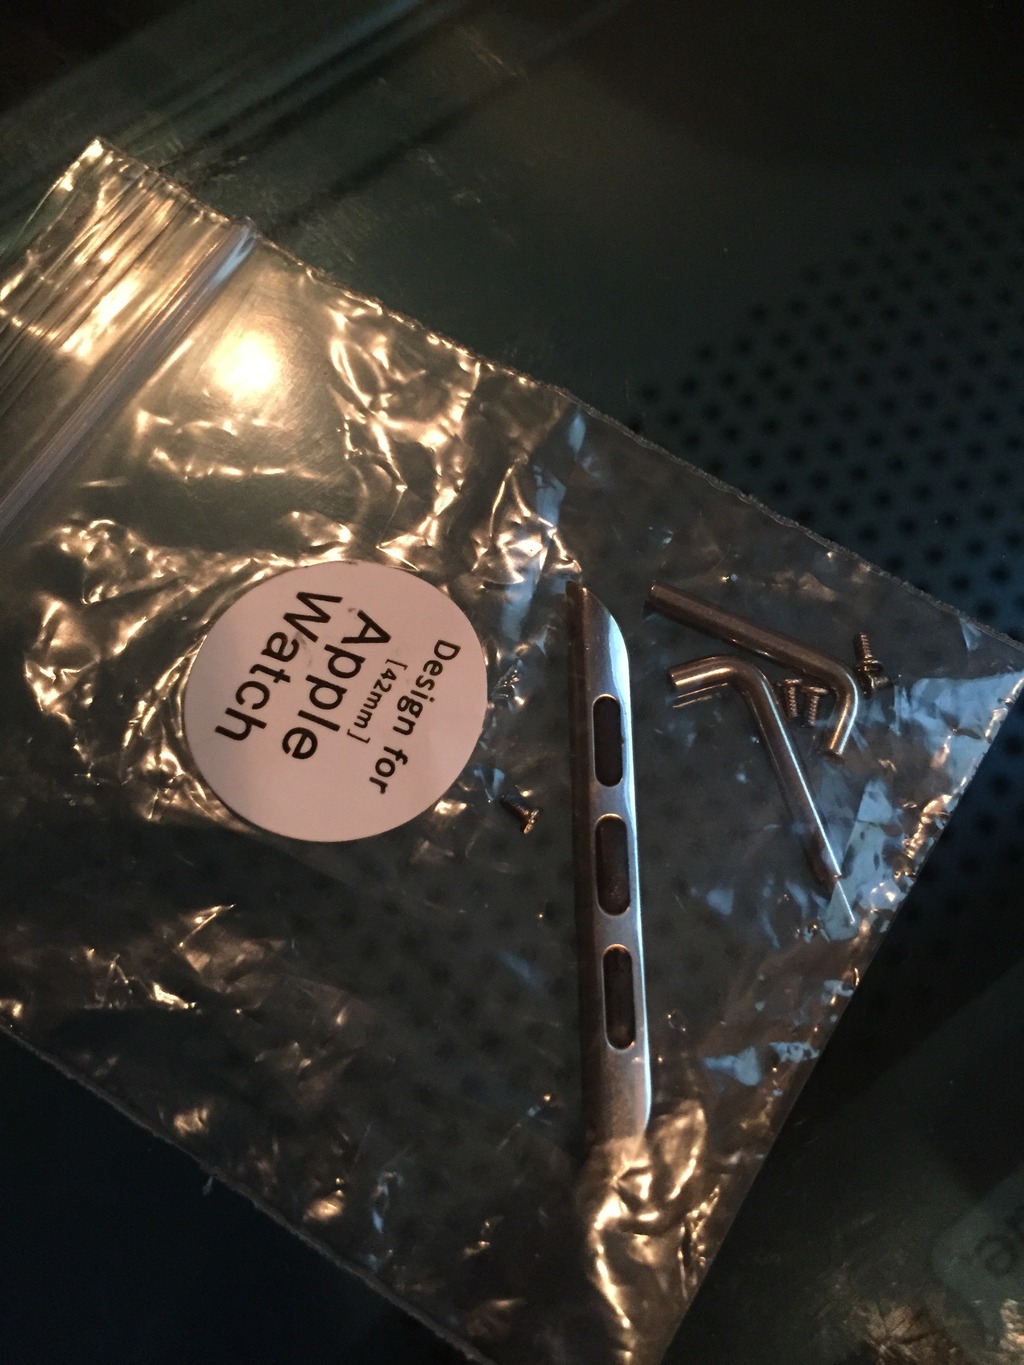 Design for
[42mm]
Apple
Watch